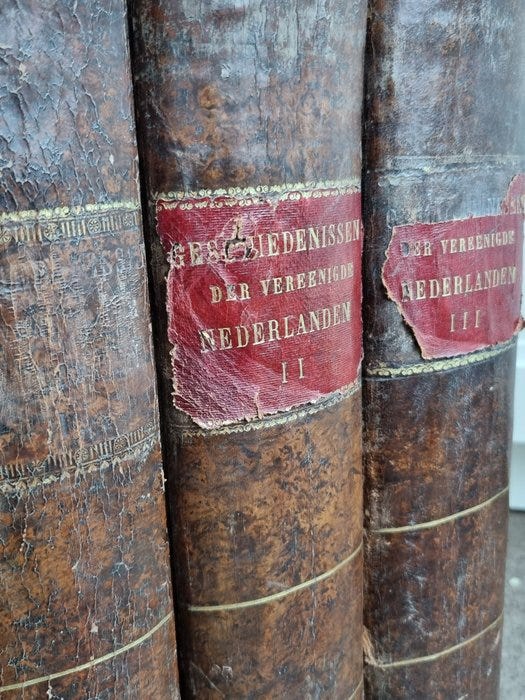 GESCHIEDENISSEN
DER VEREENIGDE
NEDERLANDEN
II
DER VEREENIGDE
NEDERLANDEN
III